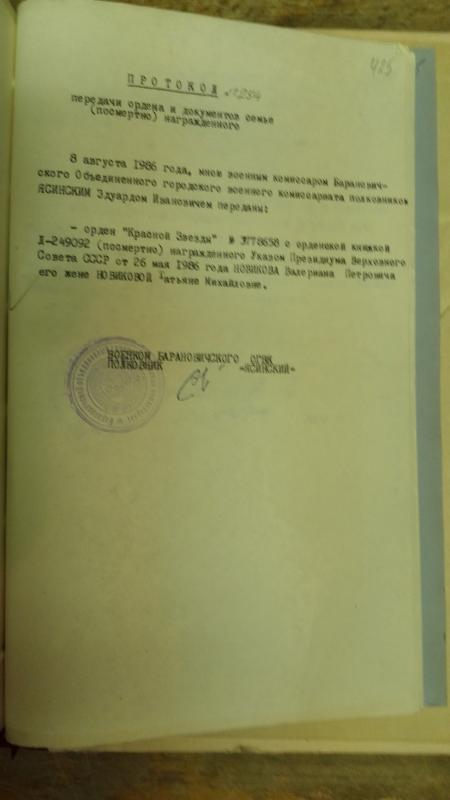 425
ПРОТОКОЛ №254
передачи ордена и документов семье
(посмертно) награжденного
8 августа 1986 года, мною военным комиссаром Баранович-
ского Объединенного городского военного комиссариата полковником
ЯСИНСКИМ Эдуардом Ивановичем переданы:
- орден "Красной Звезды" № 3778658 с орденской книжкой
Л-249092 (посмертно) награжденного Указом Президиума Верховного
Совета СССР от 26 мая 1986 года НОВИКОВА Валериана Петровича
его жене НОВИКОВОЙ Татьяне Михайловне.
ВОЕНКОМ БАРАНОВИЧСКОГО ОГВК
ПОЛКОВНИК -ЯСИНСКИЙ-